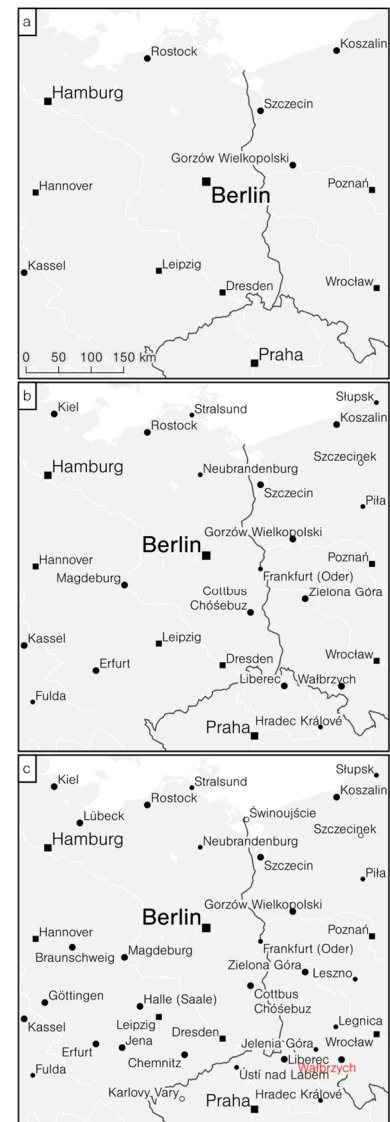 a
Rostock
Koszalin
Hamburg
Szczecin
Gorzów Wielkopolski
Hannover
Berlin
Poznań
Kassel
Leipzig
Dresden
Wrocław
0 50 100 150 km
Praha
b
Kiel
Stralsund
Słupsk
Rostock
Koszalin
Hamburg
Neubrandenburg
Szczecinek
Szczecin
Piła
Gorzów Wielkopolski
Berlin
Hannover
Magdeburg
Frankfurt (Oder)
Poznań
Cottbus
Chóśebuz
Zielona Góra
Kassel
Leipzig
Erfurt
Dresden
Wrocław
Fulda
Liberec
Wałbrzych
Praha
Hradec Králové
c
Kiel
Stralsund
Słupsk
Rostock
Koszalin
Lübeck
Świnoujście
Hamburg
Neubrandenburg
Szczecinek
Szczecin
Piła
Gorzów Wielkopolski
Berlin
Hannover
Braunschweig
Magdeburg
Frankfurt (Oder)
Poznań
Zielona Góra
Leszno
Göttingen
Halle (Saale)
Cottbus
Chóśebuz
Kassel
Leipzig
Dresden
Legnica
Erfurt
Jena
Jelenia Góra
Wrocław
Fulda
Chemnitz
Liberec
Ústí nad Labem
Wałbrzych
Karlovy Vary
Praha
Hradec Králové